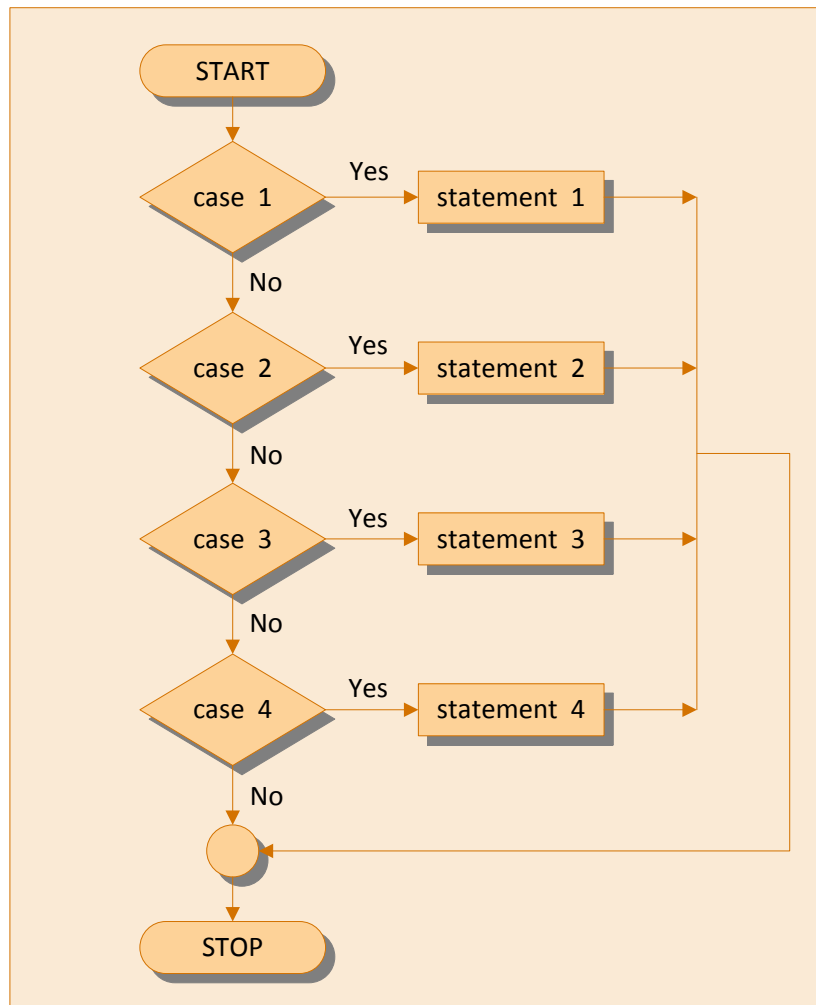 START
Yes
case 1
statement 1
No
Yes
case 2
statement 2
No
Yes
case 3
statement 3
No
Yes
case 4
statement 4
No
STOP